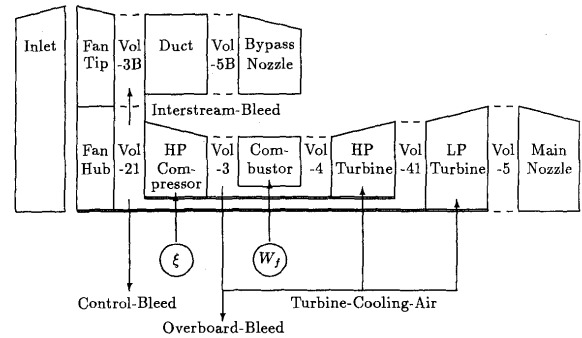 Inlet
Fan
Tip
Vol
-3B
Duct
Vol
-5B
Bypass
Nozzle
Interstream-Bleed
Fan
Hub
Vol
-21
HP
Com-
pressor
Vol
-3
Com-
bustor
Vol
-4
HP
Turbine
Vol
-41
LP
Turbine
Vol
-5
Main
Nozzle
ξ
Wf
Control-Bleed
Turbine-Cooling-Air
Overboard-Bleed